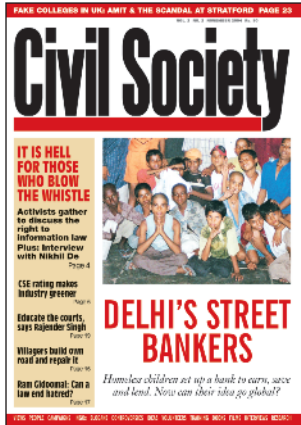 FAKE COLLEGES IN UK: AMIT & THE SCANDAL AT STRATFORD PAGE 23
Civil Society
IT IS HELL
FOR THOSE
WHO BLOW
THE WHISTLE
Activists gather
to discuss the
right to
information law
Plus: Interview
with Nikhil De
Page 4
CSE rating makes
industry greener
Educate the courts,
says Rajender Singh
Villagers build own
road and repair it
Ram Gidoomal: Can a
law end hatred?
DELHI'S STREET
BANKERS
Homeless children set up a bank to earn, save
and lend. Now can their idea go global?